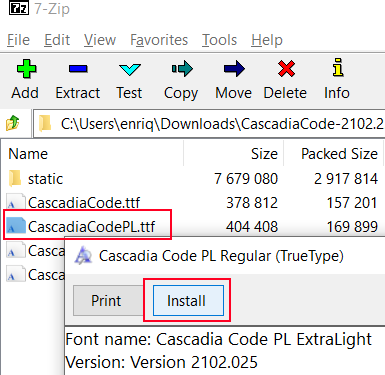 7z 7-Zip
File Edit View Favorites Tools Help
Add Extract Test Copy Move Delete Info
C:\Users\enriq\Downloads\CascadiaCode-2102.2
Name Size Packed Size
static 7 679 080 2 917 814
CascadiaCode.ttf 378 812 157 201
CascadiaCodePL.ttf 404 408 169 899
Casc
Casc
Cascadia Code PL Regular (TrueType)
Print Install
Font name: Cascadia Code PL ExtraLight
Version: Version 2102.025